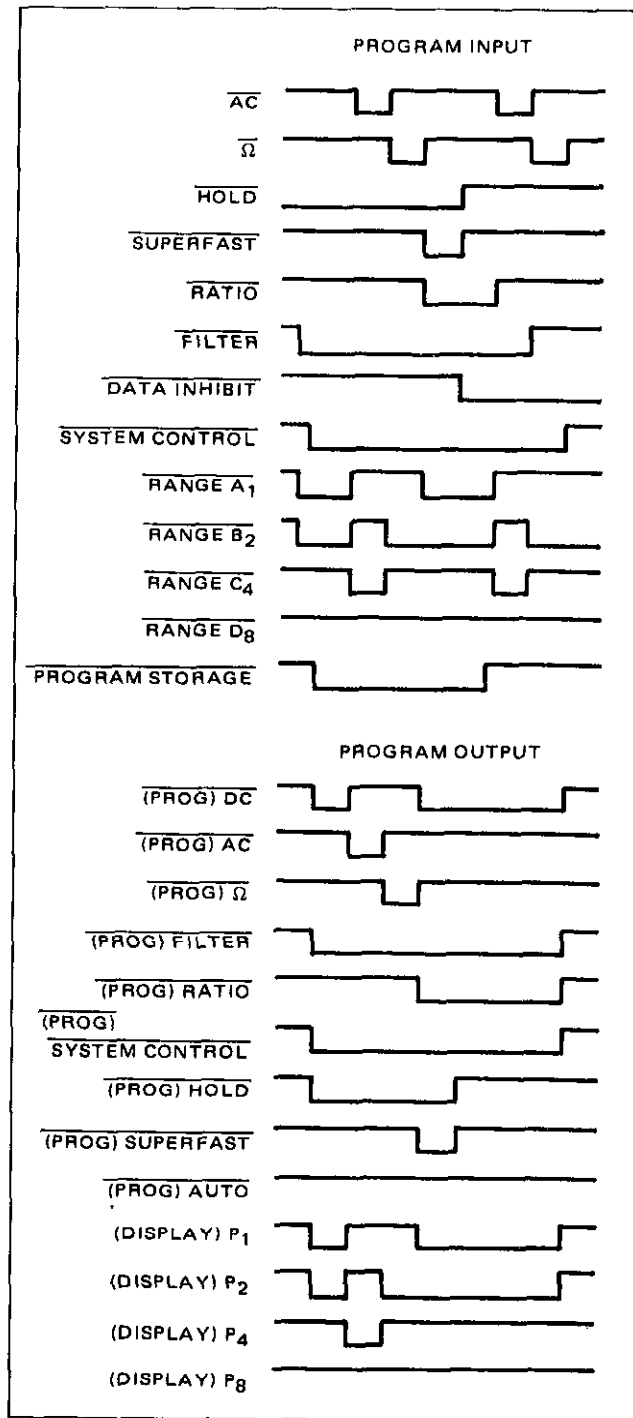 PROGRAM INPUT
AC
Ω
HOLD
SUPERFAST
RATIO
FILTER
DATA INHIBIT
SYSTEM CONTROL
RANGE A1
RANGE B2
RANGE C4
RANGE D8
PROGRAM STORAGE
PROGRAM OUTPUT
(PROG) DC
(PROG) AC
(PROG) Ω
(PROG) FILTER
(PROG) RATIO
(PROG)
SYSTEM CONTROL
(PROG) HOLD
(PROG) SUPERFAST
(PROG) AUTO
(DISPLAY) P1
(DISPLAY) P2
(DISPLAY) P4
(DISPLAY) P8